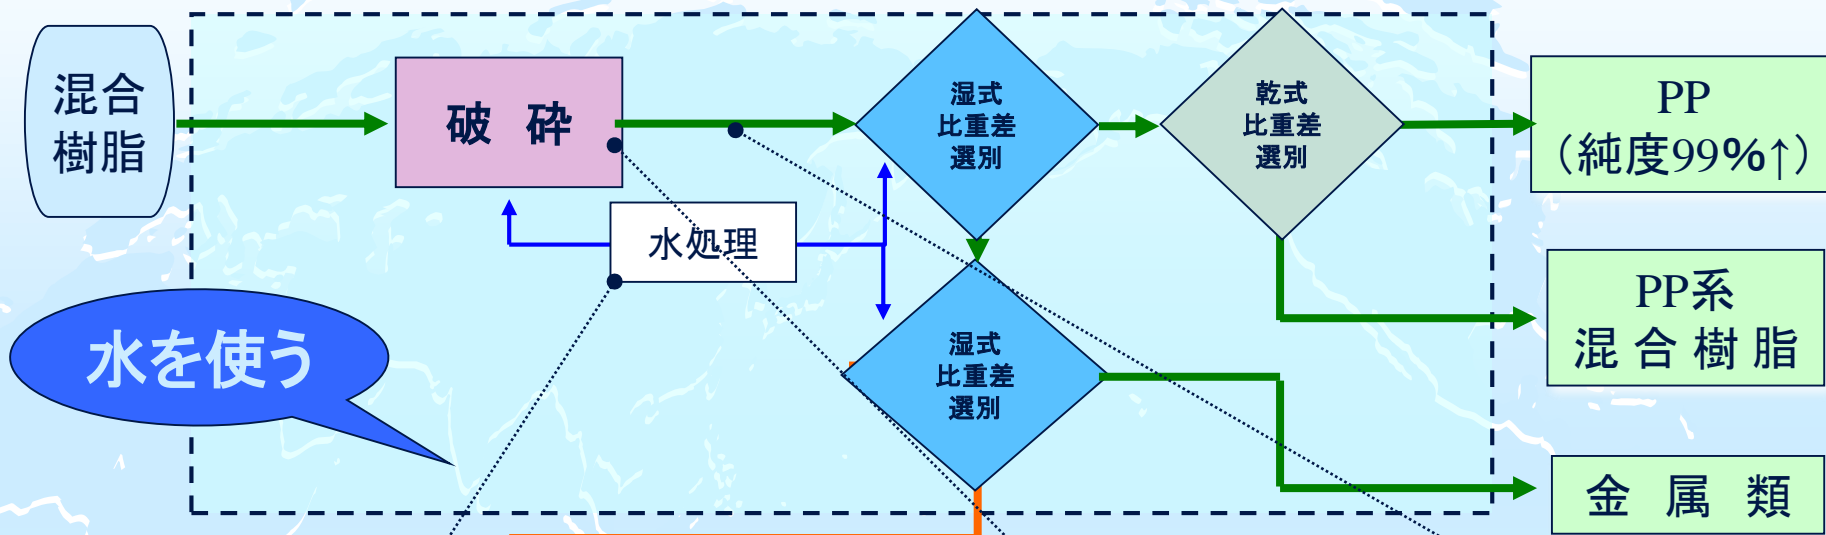 混合
樹脂
破 砕
湿式
比重差
選別
乾式
比重差
選別
PP
（純度99%↑）
水処理
PP系
混合樹脂
水を使う
湿式
比重差
選別
金 属 類